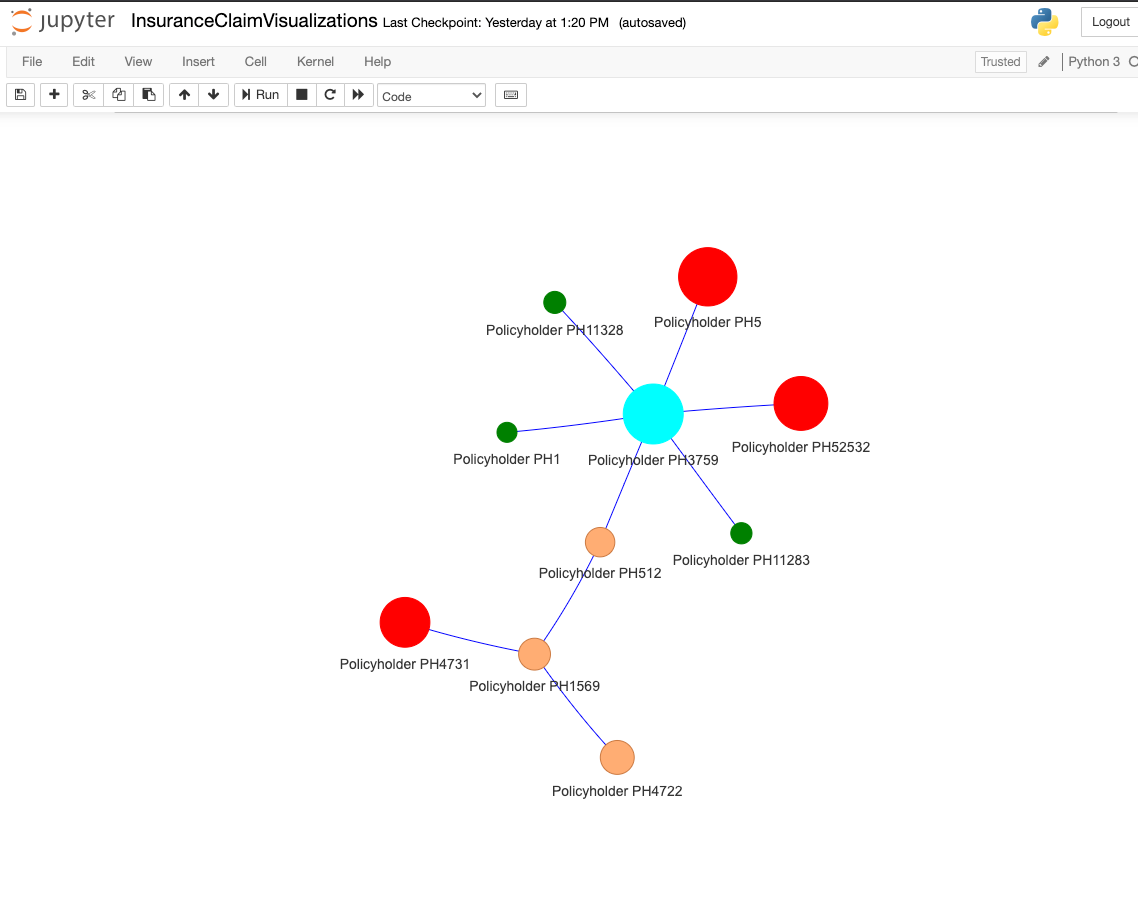 jupyter InsuranceClaimVisualizations Last Checkpoint: Yesterday at 1:20 PM (autosaved)
Logout
File Edit View Insert Cell Kernel Help
Trusted
Python 3
Run
Code
Policyholder PH5
Policyholder PH11328
Policyholder PH52532
Policyholder PH1
Policyholder PH3759
Policyholder PH11283
Policyholder PH512
Policyholder PH4731
Policyholder PH1569
Policyholder PH4722